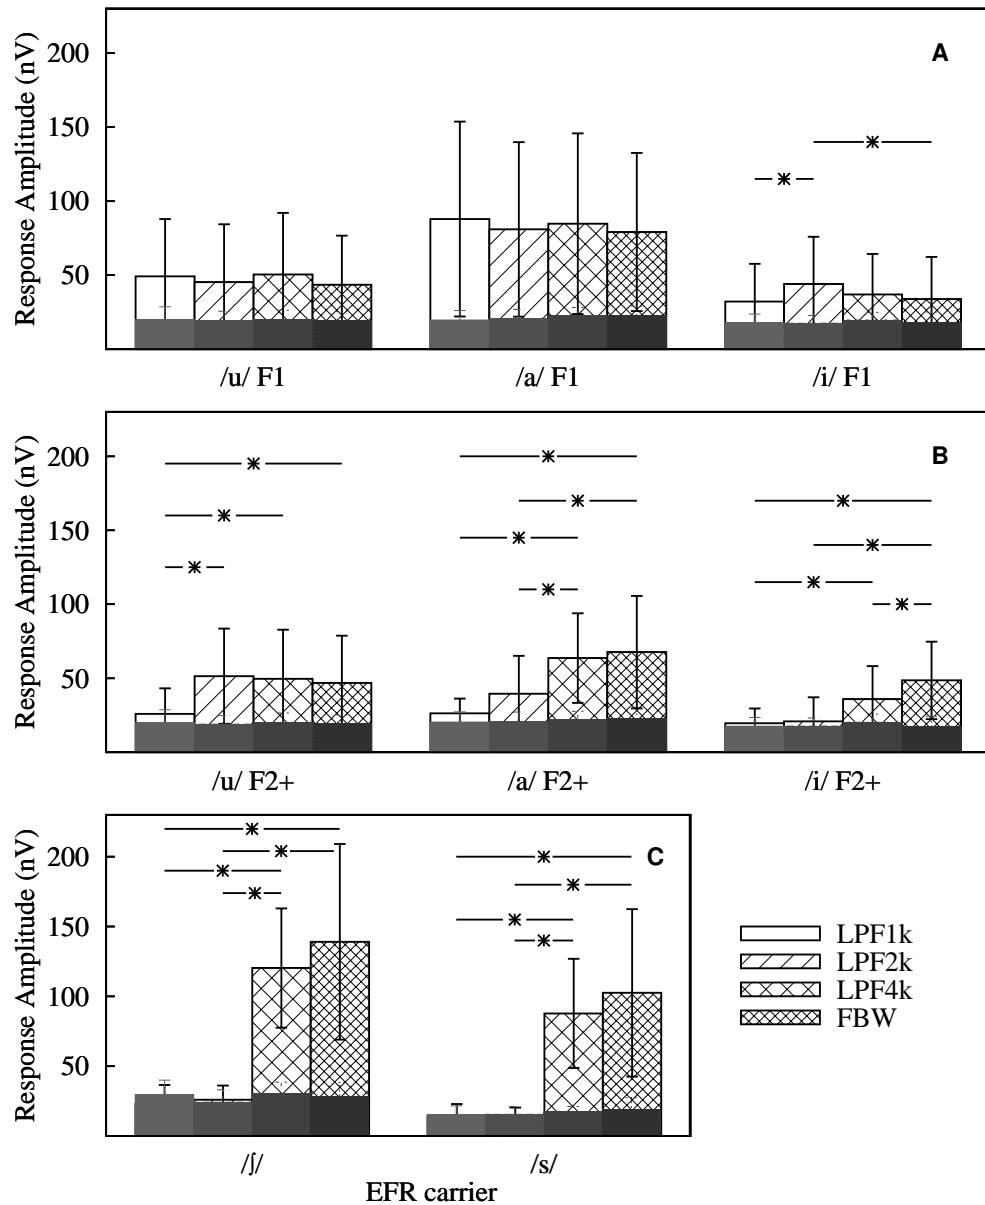 Response Amplitude (nV)
200
150
100
50
A
/u/ F1
/a/ F1
/i/ F1
Response Amplitude (nV)
200
150
100
50
B
/u/ F2+
/a/ F2+
/i/ F2+
Response Amplitude (nV)
200
150
100
50
C
/ʃ/
/s/
EFR carrier
LPF1k
LPF2k
LPF4k
FBW